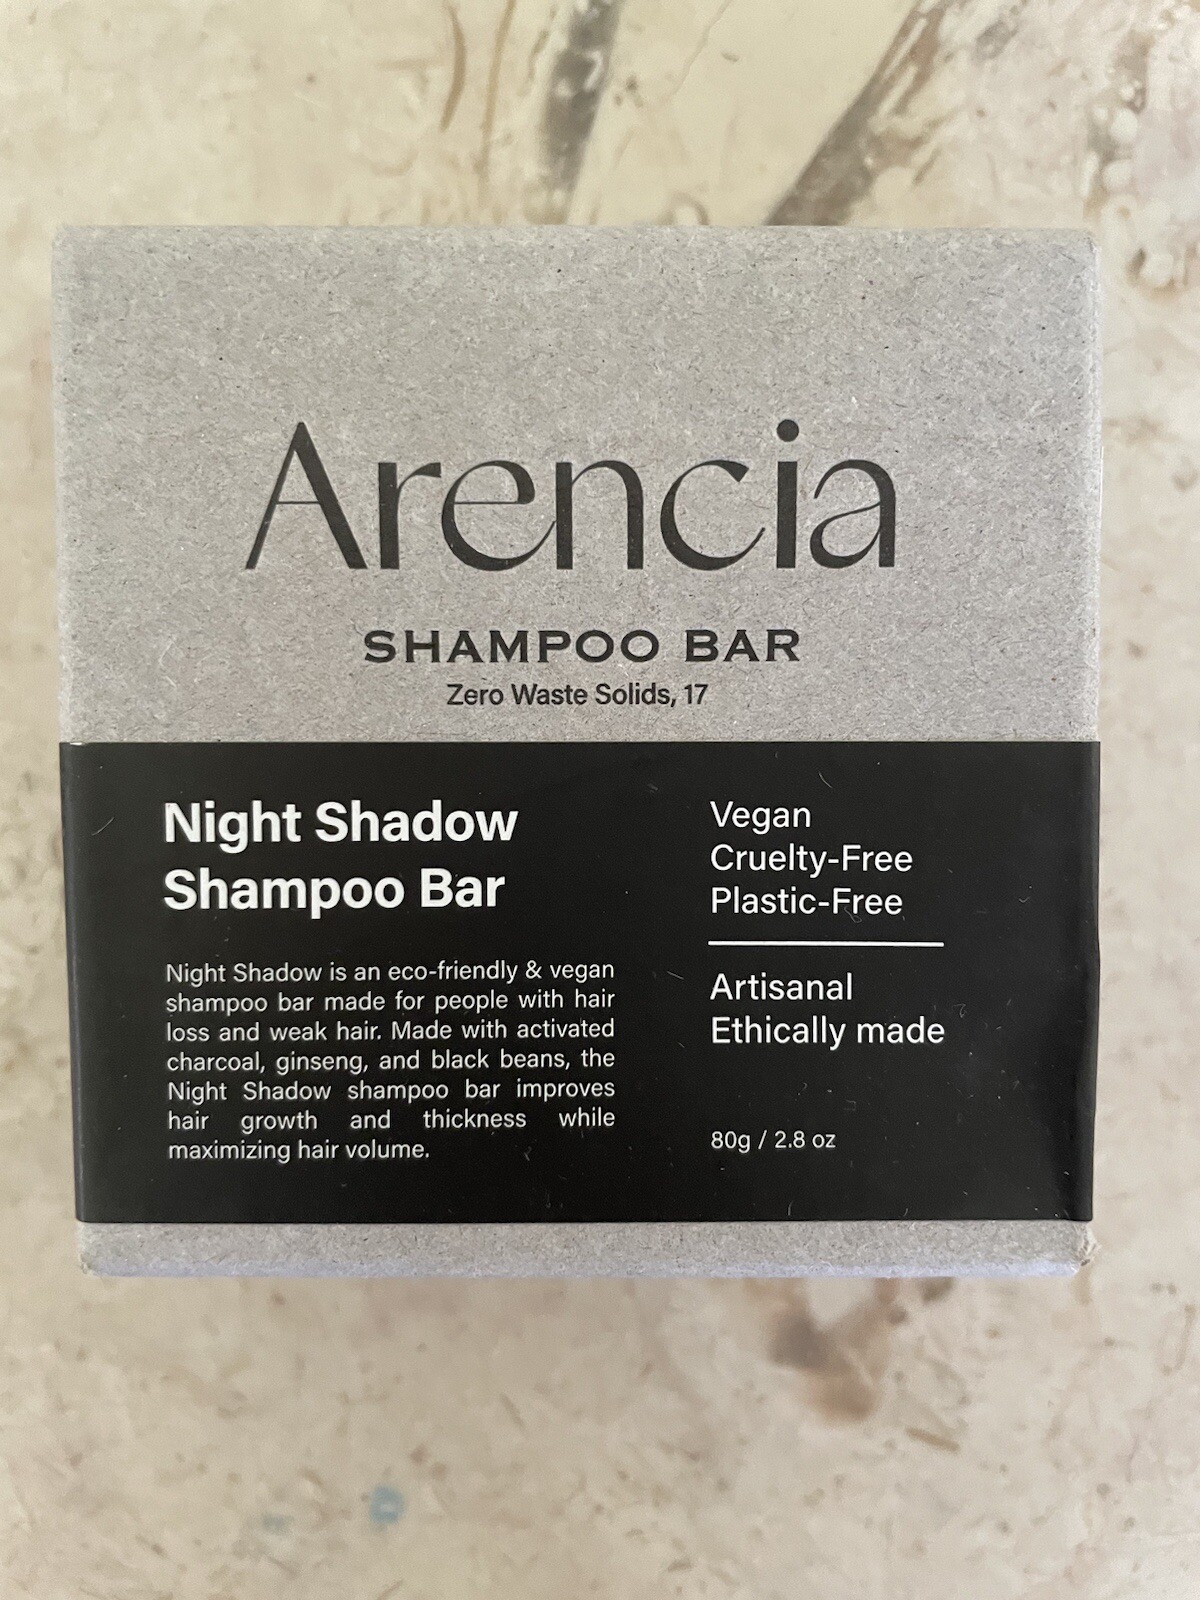 Arencia
SHAMPOO BAR
Zero Waste Solids, 17
Night Shadow
Shampoo Bar
Night Shadow is an eco-friendly & vegan
shampoo bar made for people with hair
loss and weak hair. Made with activated
charcoal, ginseng, and black beans, the
Night Shadow shampoo bar improves
hair growth and thickness while
maximizing hair volume.
Vegan
Cruelty-Free
Plastic-Free
Artisanal
Ethically made
80g / 2.8 oz